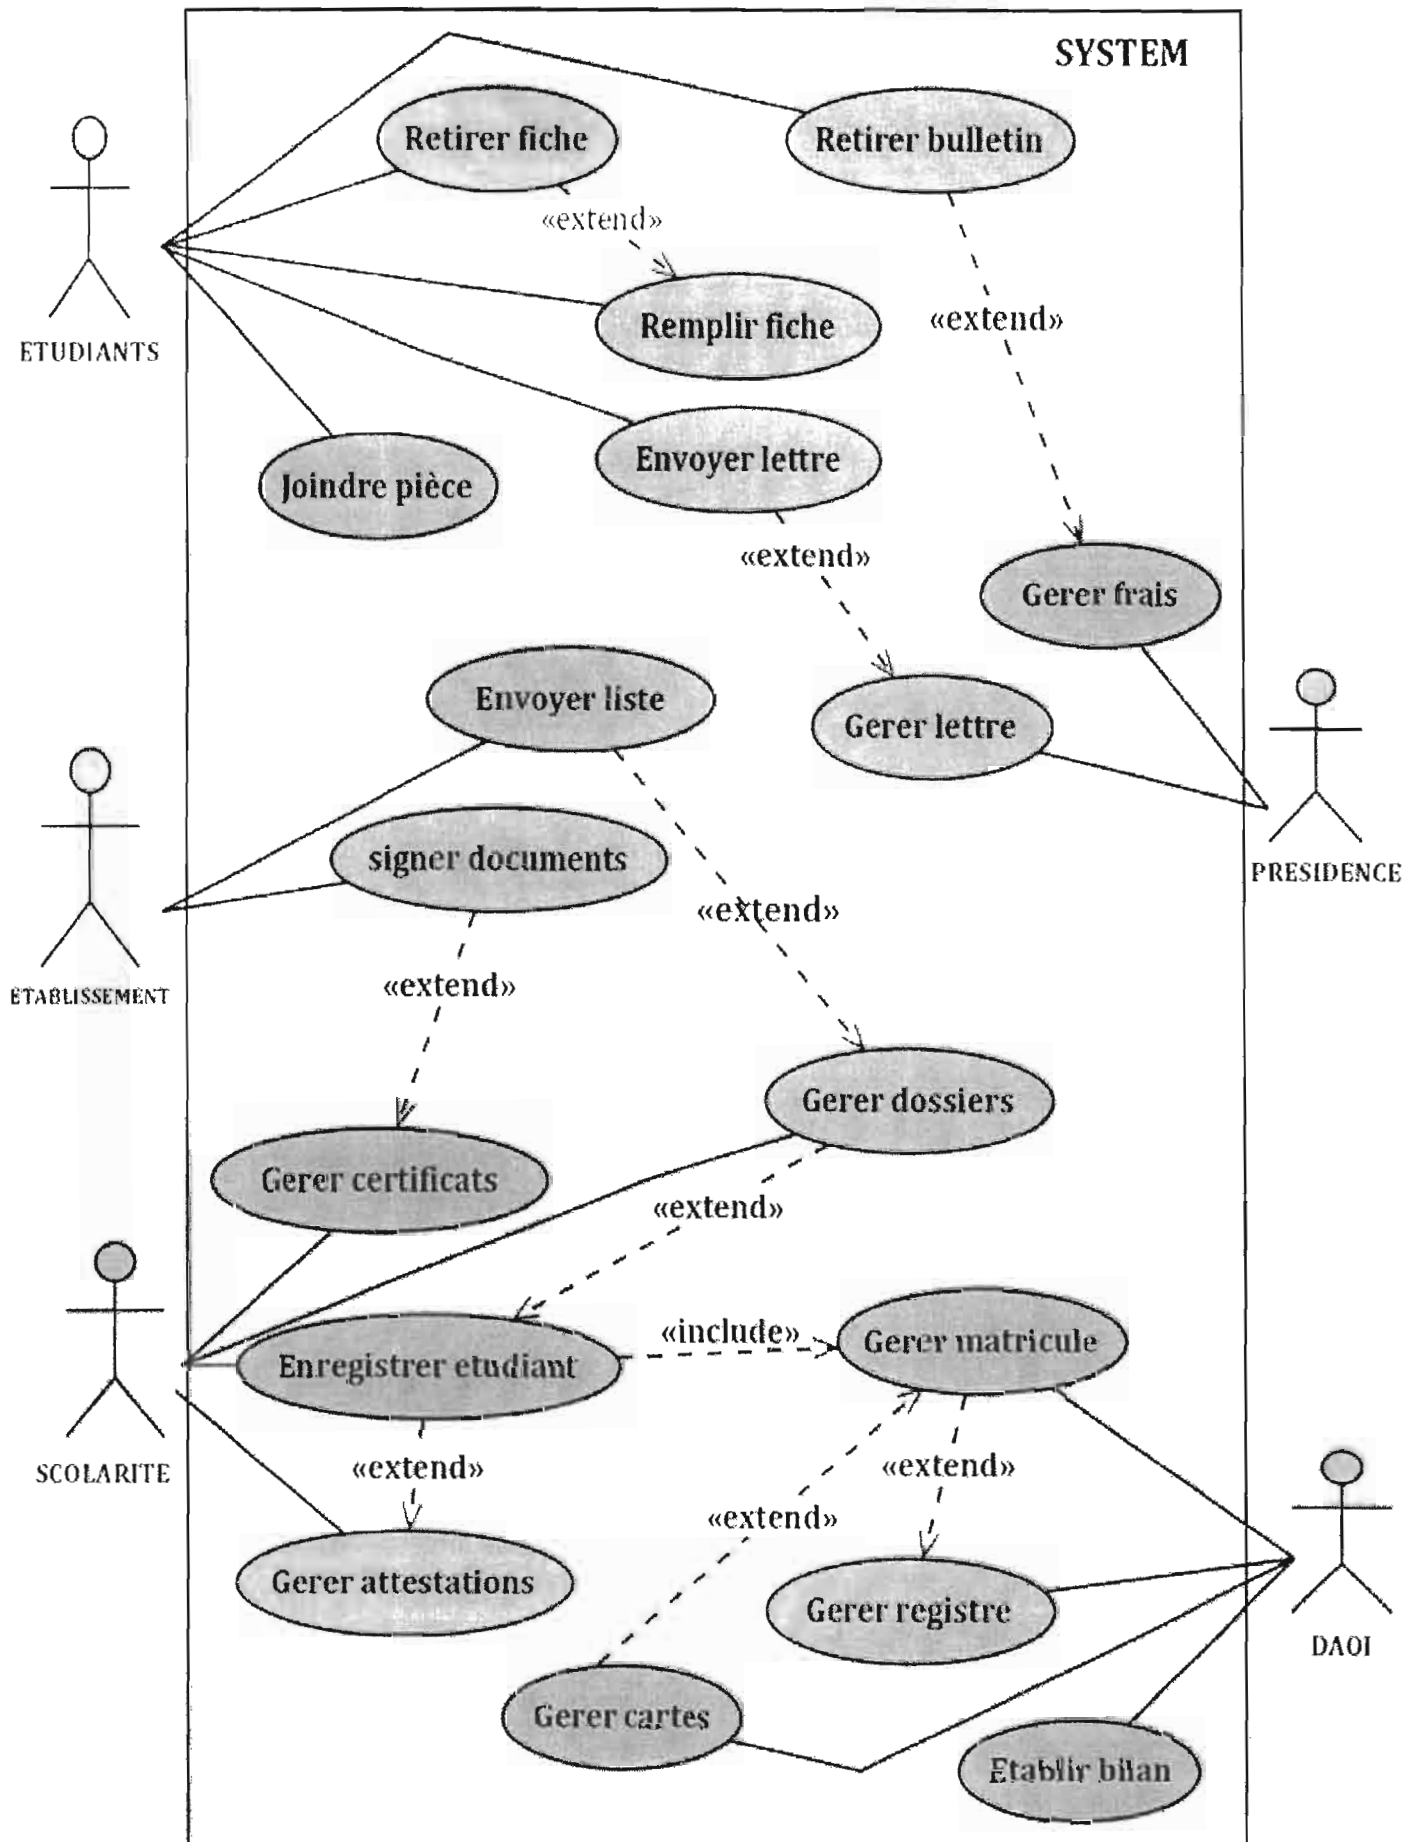 SYSTEM
Retirer fiche
Retirer bulletin
«extend»
ETUDIANTS
Remplir fiche
«extend»
Envoyer lettre
Joindre pièce
«extend»
Gerer frais
Envoyer liste
Gerer lettre
signer documents
PRESIDENCE
«extend»
«extend»
ETABLISSEMENT
Gerer dossiers
Gerer certificats
«extend»
«include»
Gerer matricule
Enregistrer etudiant
«extend»
«extend»
SCOLARITE
«extend»
Gerer attestations
Gerer registre
DAOI
Gerer cartes
Etablir bilan